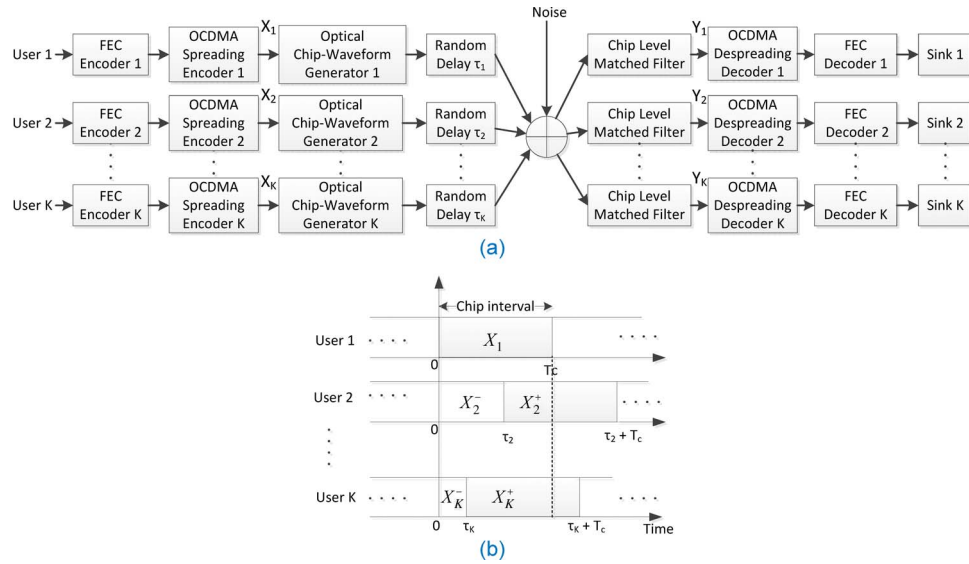 Noise
User 1
FEC
Encoder 1
OCDMA
Spreading
Encoder 1
X1
Optical
Chip-Waveform
Generator 1
Random
Delay τ1
Chip Level
Matched Filter
Y1
OCDMA
Despreading
Decoder 1
FEC
Decoder 1
Sink 1
User 2
FEC
Encoder 2
OCDMA
Spreading
Encoder 2
X2
Optical
Chip-Waveform
Generator 2
Random
Delay τ2
Chip Level
Matched Filter
Y2
OCDMA
Despreading
Decoder 2
FEC
Decoder 2
Sink 2
User K
FEC
Encoder K
OCDMA
Spreading
Encoder K
XK
Optical
Chip-Waveform
Generator K
Random
Delay τK
Chip Level
Matched Filter
YK
OCDMA
Despreading
Decoder K
FEC
Decoder K
Sink K
(a)
Chip interval
User 1
X1
0
Tc
User 2
X2−
X2+
0
τ2
τ2 + Tc
User K
XK−
XK+
0
τK
τK + Tc
Time
(b)